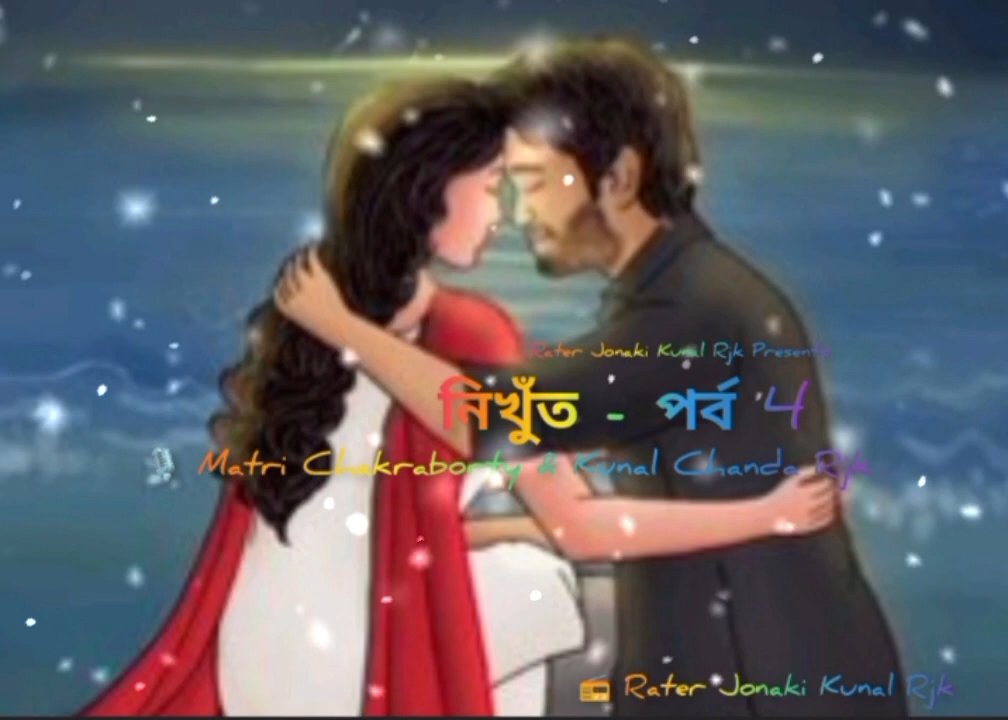 Rater Jonaki Kunal Rjk Presents
নিখুঁত - পর্ব 4
Matri Chakraborty & Kunal Chanda Rjk
Rater Jonaki Kunal Rjk